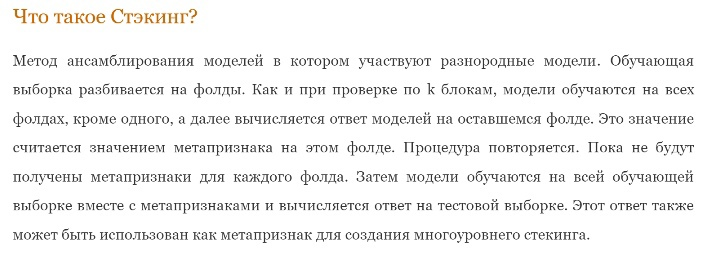 Что такое Стэкинг?
Метод ансамблирования моделей в котором участвуют разнородные модели. Обучающая
выборка разбивается на фолды. Как и при проверке по k блокам, модели обучаются на всех
фолдах, кроме одного, а далее вычисляется ответ моделей на оставшемся фолде. Это значение
считается значением метапризнака на этом фолде. Процедура повторяется. Пока не будут
получены метапризнаки для каждого фолда. Затем модели обучаются на всей обучающей
выборке вместе с метапризнаками и вычисляется ответ на тестовой выборке. Этот ответ также
может быть использован как метапризнак для создания многоуровнего стекинга.